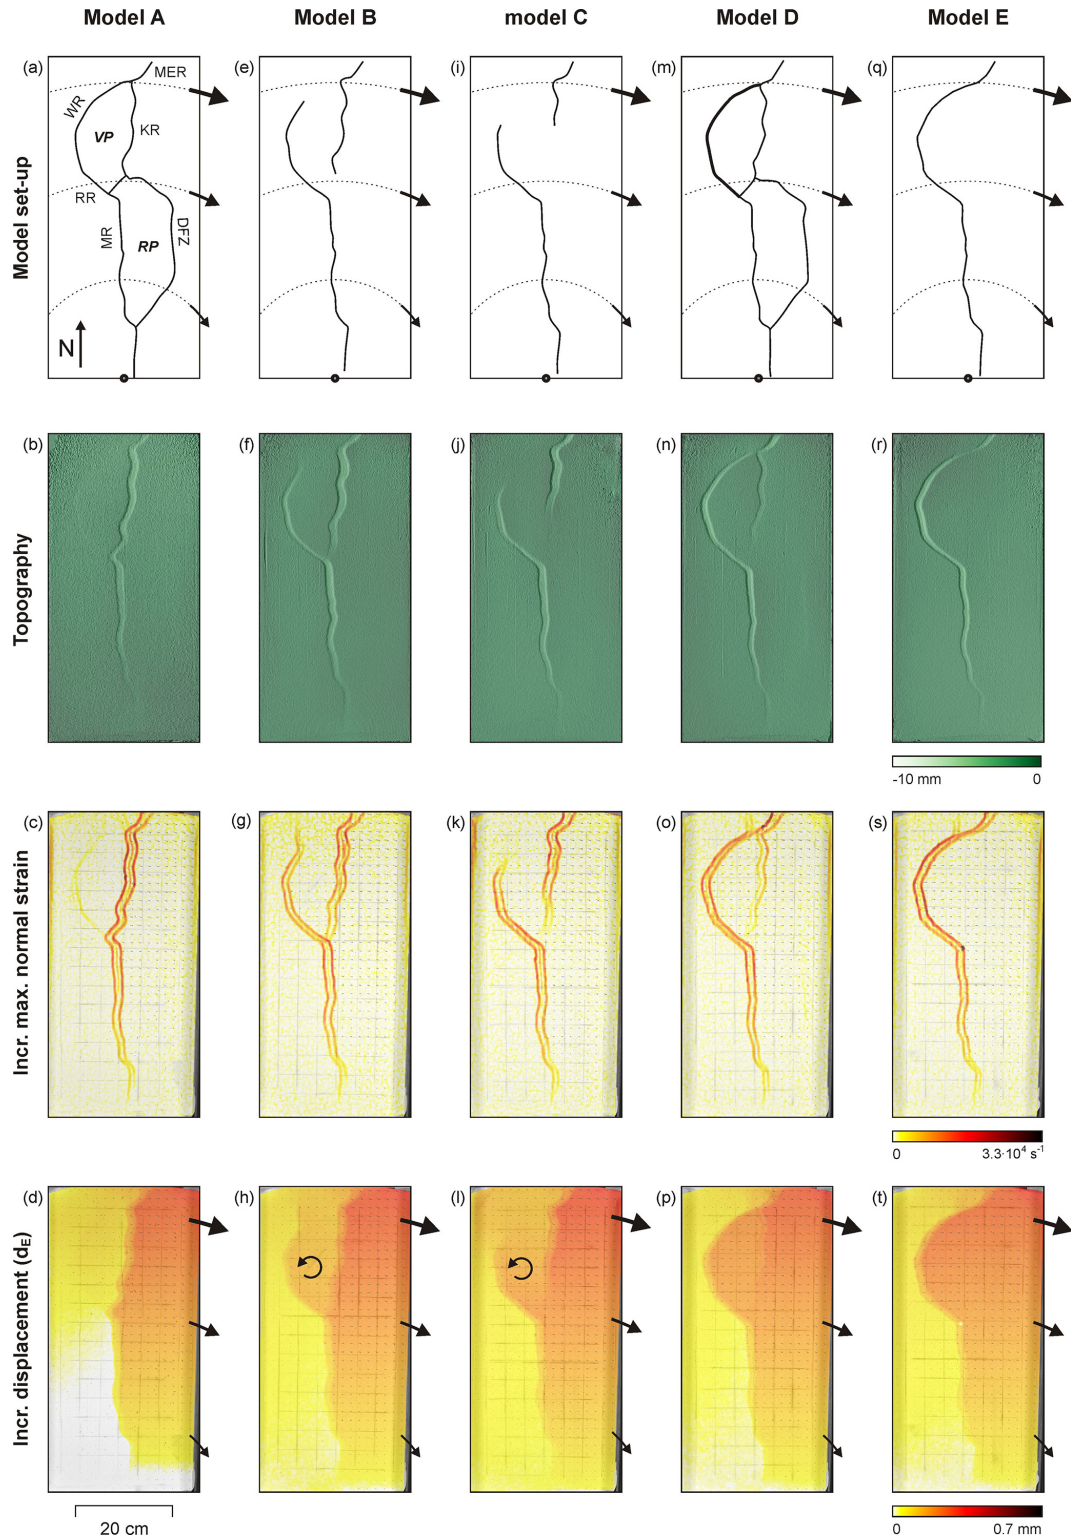 Model A
Model B
model C
Model D
Model E
Model set-up
(a)
MER
WR
VP
KR
RR
MR
RP
DFZ
N
(e)
(i)
(m)
(q)
Topography
(b)
(f)
(j)
(n)
(r)
-10 mm
0
Incr. max. normal strain
(c)
(g)
(k)
(o)
(s)
0
3.3·10⁴ s⁻¹
Incr. displacement (dE)
(d)
(h)
(l)
(p)
(t)
20 cm
0
0.7 mm